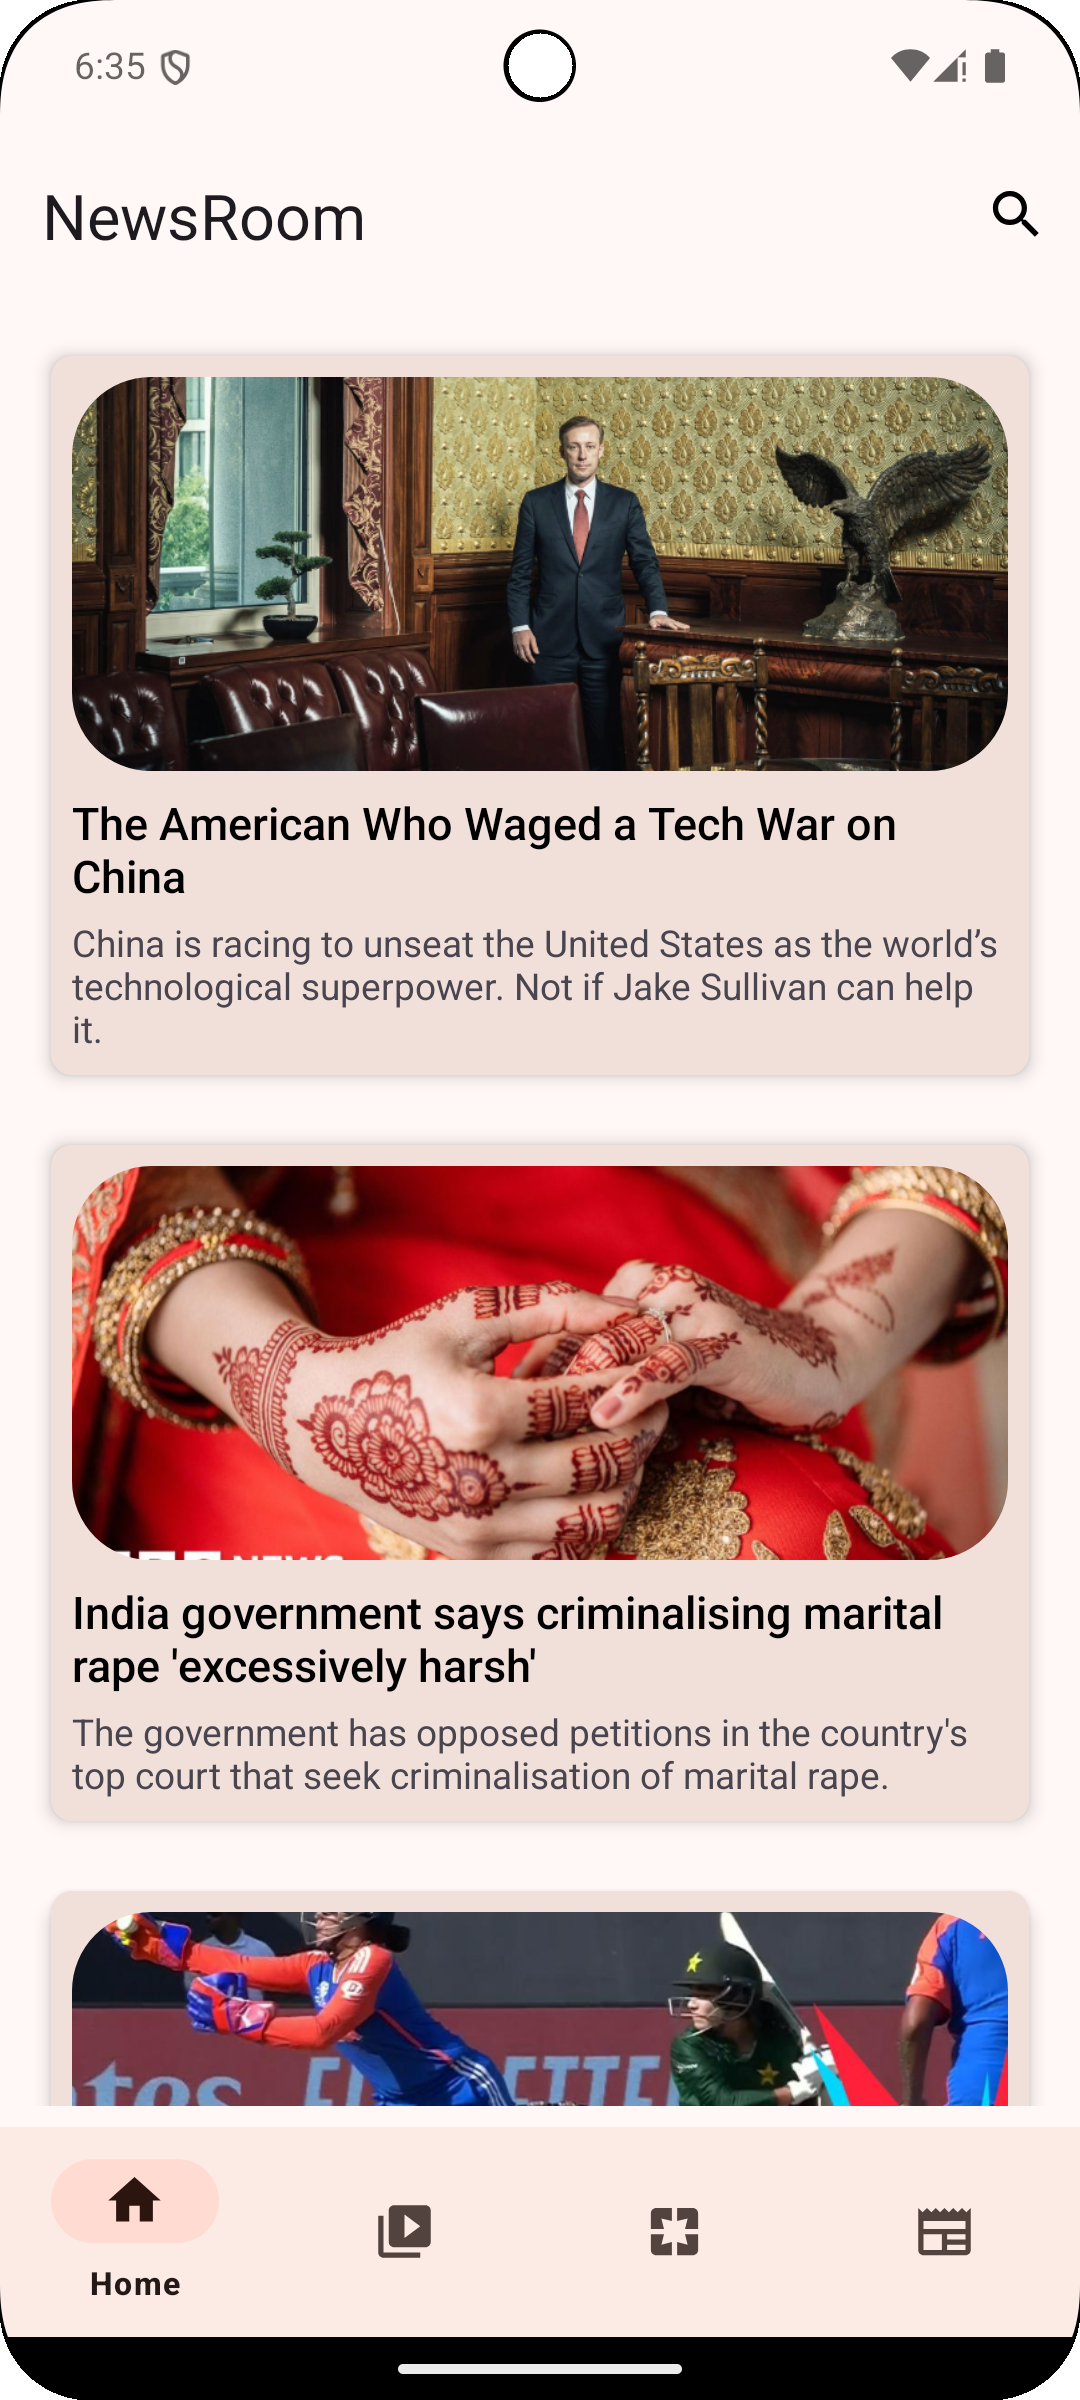 6:35
NewsRoom
The American Who Waged a Tech War on
China
China is racing to unseat the United States as the world’s
technological superpower. Not if Jake Sullivan can help
it.
NEWS
India government says criminalising marital
rape 'excessively harsh'
The government has opposed petitions in the country's
top court that seek criminalisation of marital rape.
Home